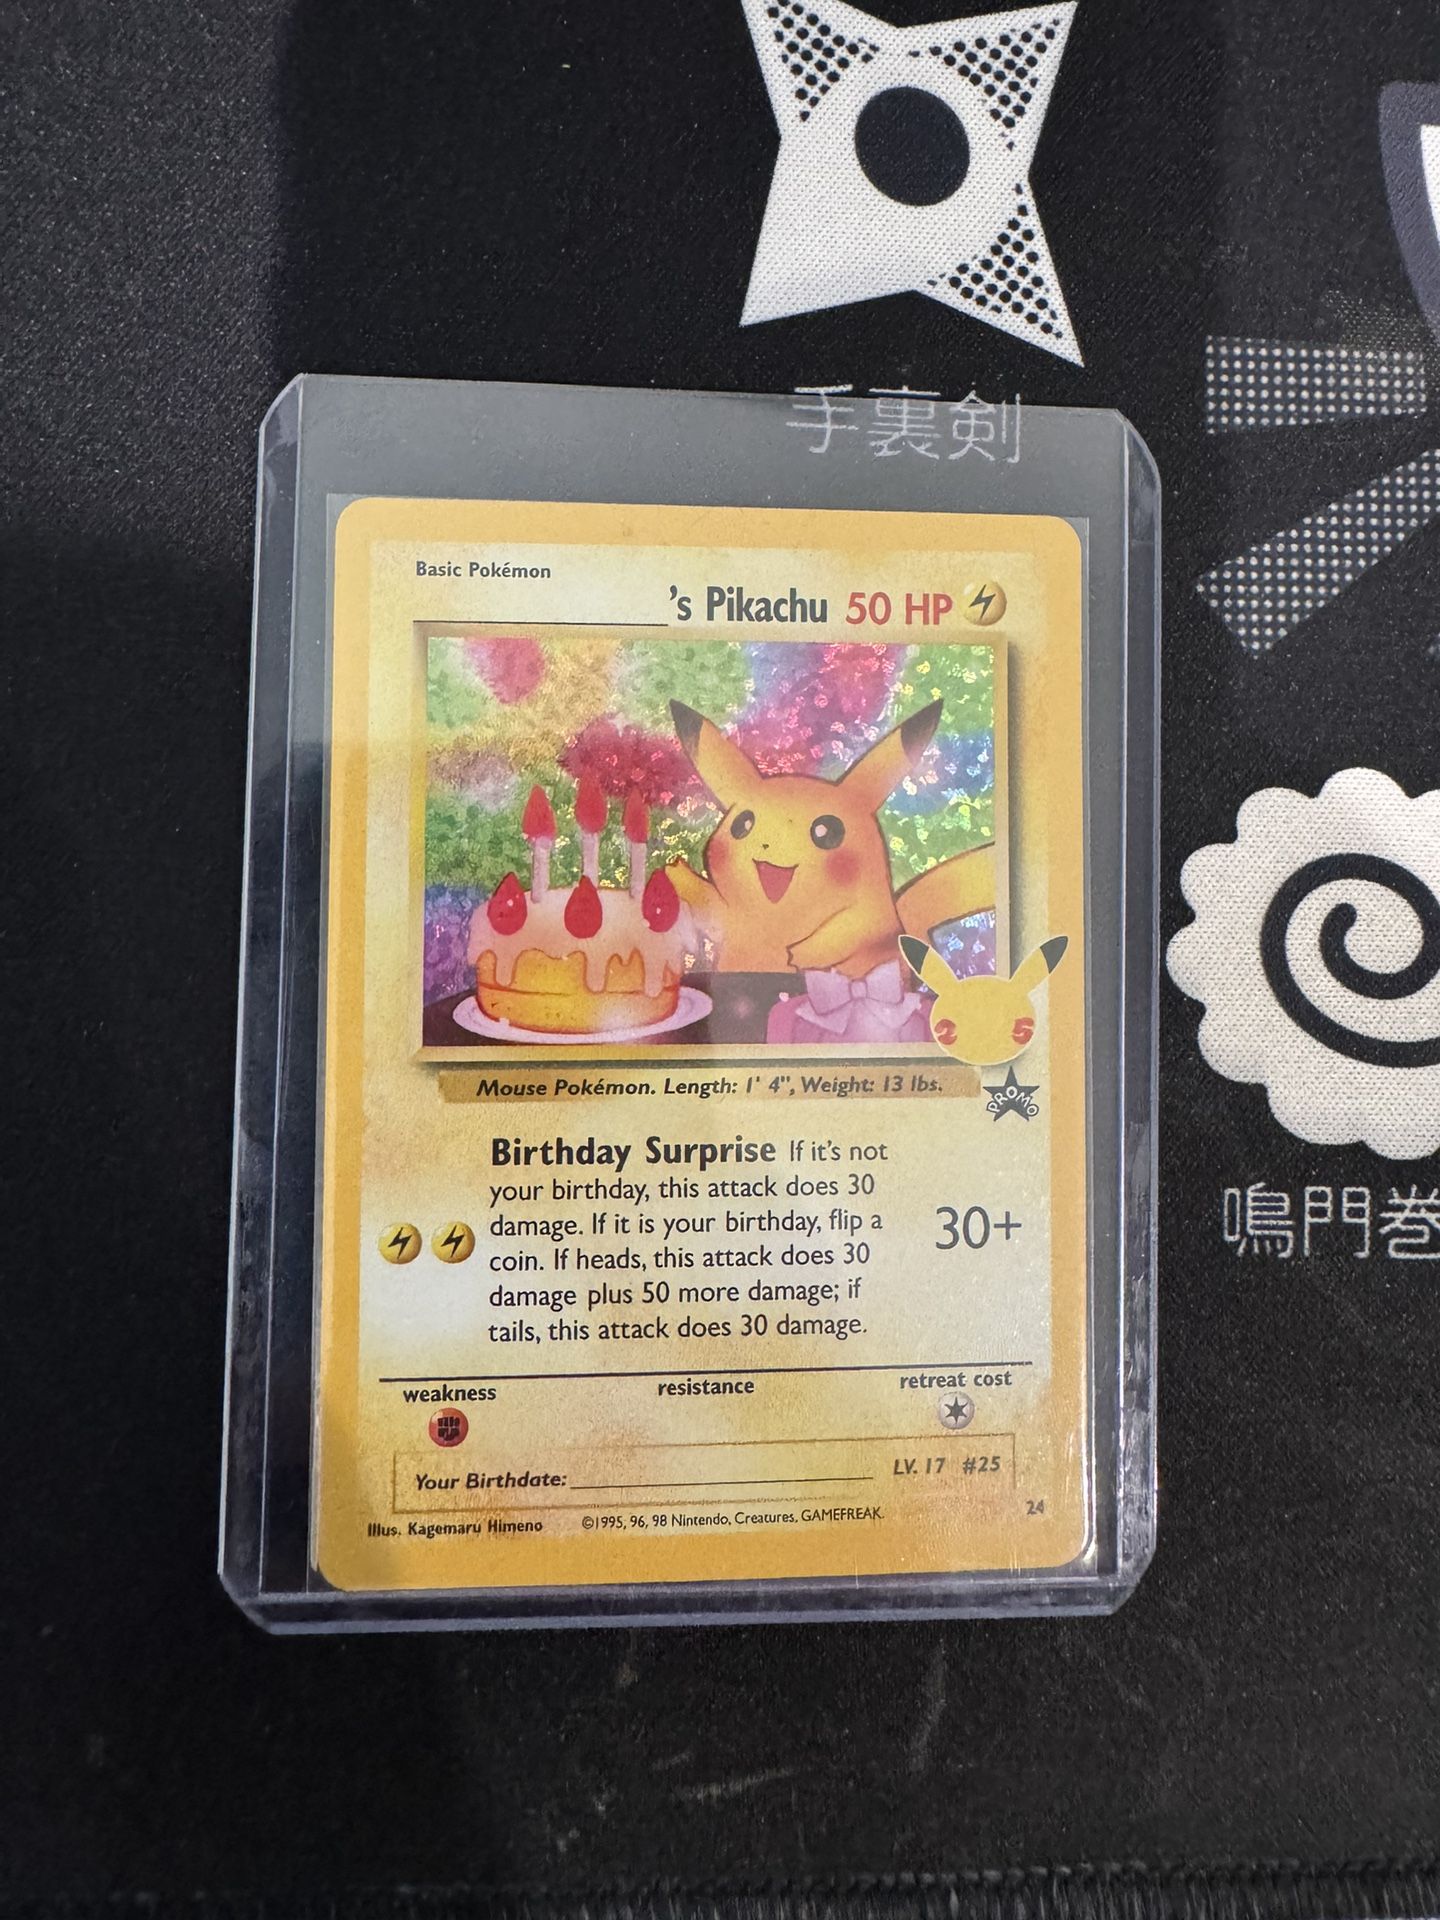 手裏剣
Basic Pokémon
________'s Pikachu 50 HP
2 5
Mouse Pokémon. Length: 1' 4", Weight: 13 lbs.
PROMO
Birthday Surprise If it's not
your birthday, this attack does 30
damage. If it is your birthday, flip a
coin. If heads, this attack does 30
damage plus 50 more damage; if
tails, this attack does 30 damage.
30+
鳴門巻
weakness resistance retreat cost
Your Birthdate:________ LV. 17 #25
Illus. Kagemaru Himeno ©1995, 96, 98 Nintendo, Creatures, GAMEFREAK. 24